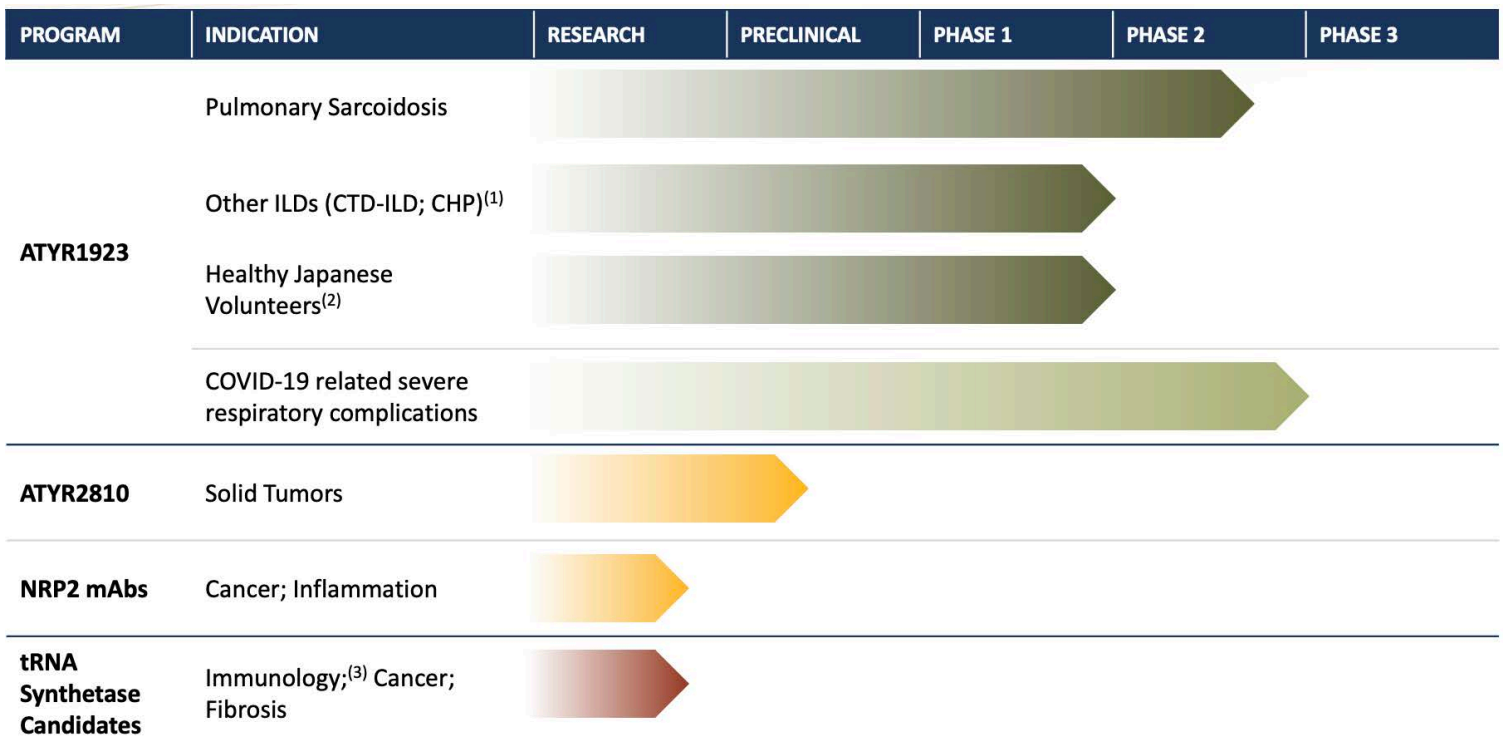 PROGRAM INDICATION RESEARCH PRECLINICAL PHASE 1 PHASE 2 PHASE 3
ATYR1923
Pulmonary Sarcoidosis
Other ILDs (CTD-ILD; CHP)(1)
Healthy Japanese
Volunteers(2)
COVID-19 related severe
respiratory complications
ATYR2810
Solid Tumors
NRP2 mAbs
Cancer; Inflammation
tRNA
Synthetase
Candidates
Immunology;(3) Cancer;
Fibrosis